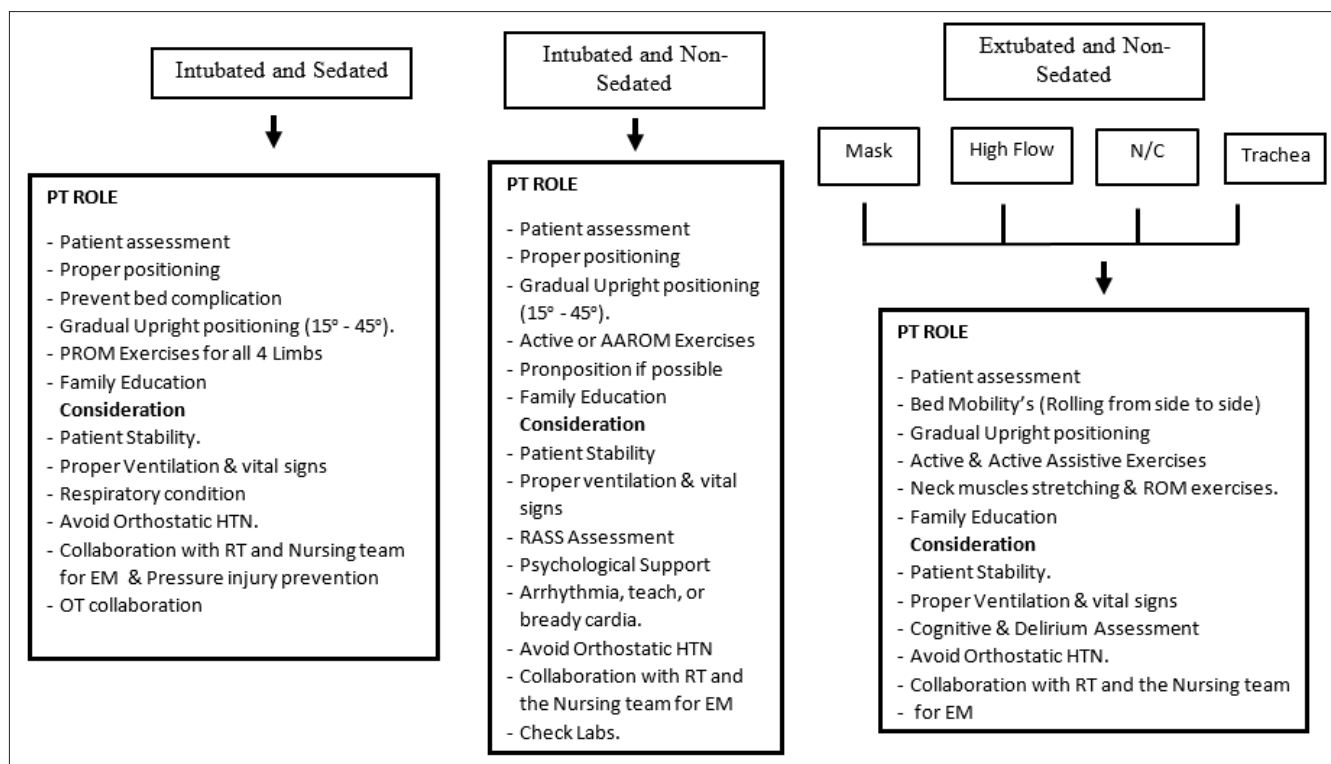 Intubated and Sedated
PT ROLE
- Patient assessment
- Proper positioning
- Prevent bed complication
- Gradual Upright positioning (15° - 45°).
- PROM Exercises for all 4 Limbs
- Family Education
Consideration
- Patient Stability.
- Proper Ventilation & vital signs
- Respiratory condition
- Avoid Orthostatic HTN.
- Collaboration with RT and Nursing team
for EM & Pressure injury prevention
- OT collaboration
Intubated and Non-
Sedated
PT ROLE
- Patient assessment
- Proper positioning
- Gradual Upright positioning
(15° - 45°).
- Active or AAROM Exercises
- Pronposition if possible
- Family Education
Consideration
- Patient Stability
- Proper ventilation & vital
signs
- RASS Assessment
- Psychological Support
- Arrhythmia, teach, or
bready cardia.
- Avoid Orthostatic HTN
- Collaboration with RT and
the Nursing team for EM
- Check Labs.
Extubated and Non-
Sedated
Mask
High Flow
N/C
Trachea
PT ROLE
- Patient assessment
- Bed Mobility's (Rolling from side to side)
- Gradual Upright positioning
- Active & Active Assistive Exercises
- Neck muscles stretching & ROM exercises.
- Family Education
Consideration
- Patient Stability.
- Proper Ventilation & vital signs
- Cognitive & Delirium Assessment
- Avoid Orthostatic HTN.
- Collaboration with RT and the Nursing team
- for EM